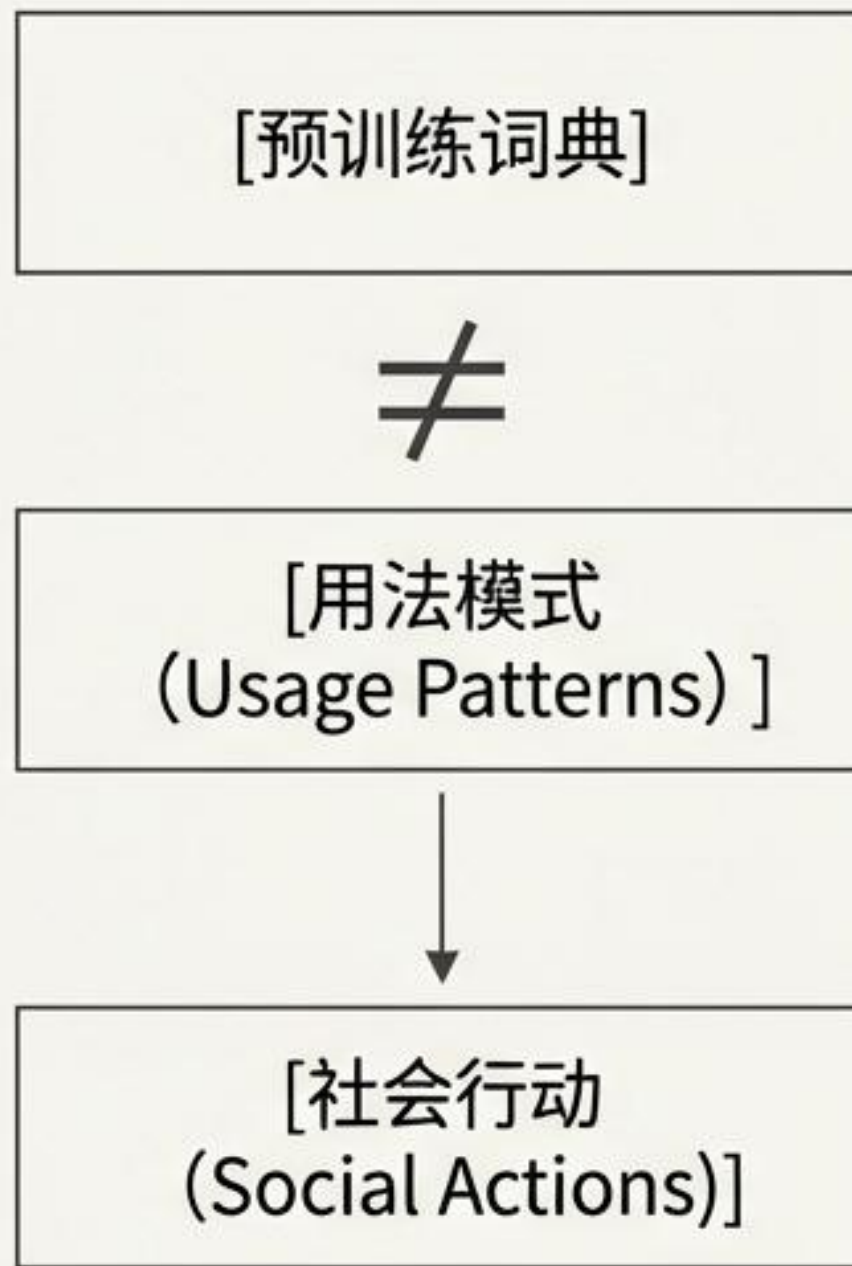 [预训练词典]
≠
[用法模式
（Usage Patterns）]
[社会行动
（Social Actions)]